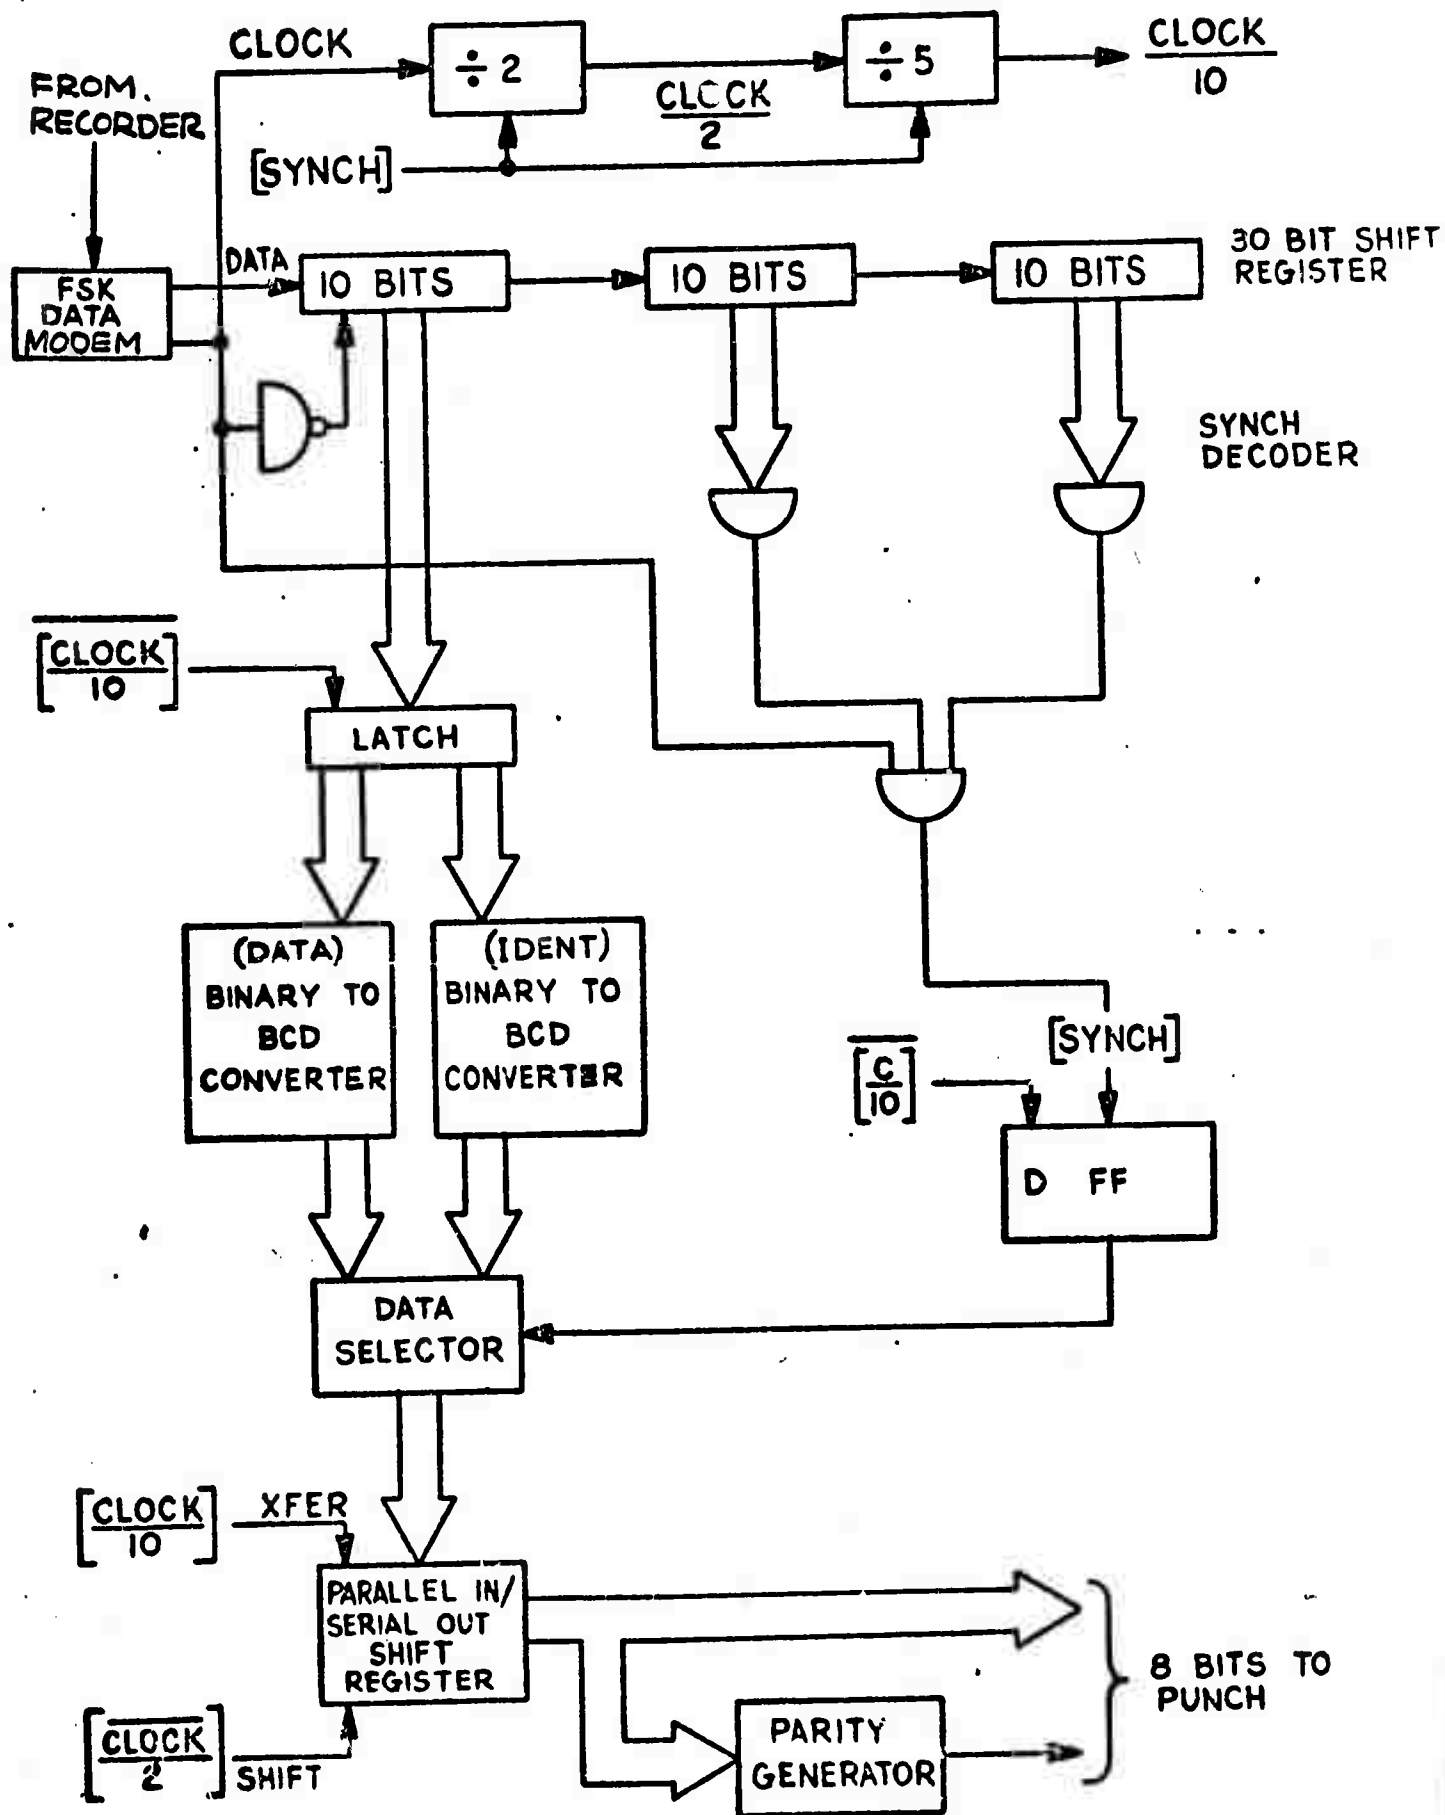 CLOCK
÷ 2
÷ 5
CLOCK
10
FROM.
RECORDER
CLOCK
2
[SYNCH]
FSK
DATA
MODEM
DATA
10 BITS
10 BITS
10 BITS
30 BIT SHIFT
REGISTER
SYNCH
DECODER
[CLOCK
10]
LATCH
(DATA)
BINARY TO
BCD
CONVERTER
(IDENT)
BINARY TO
BCD
CONVERTER
[C
10]
[SYNCH]
D FF
DATA
SELECTOR
[CLOCK
10]
XFER
PARALLEL IN/
SERIAL OUT
SHIFT
REGISTER
[CLOCK
2]
SHIFT
PARITY
GENERATOR
8 BITS TO
PUNCH